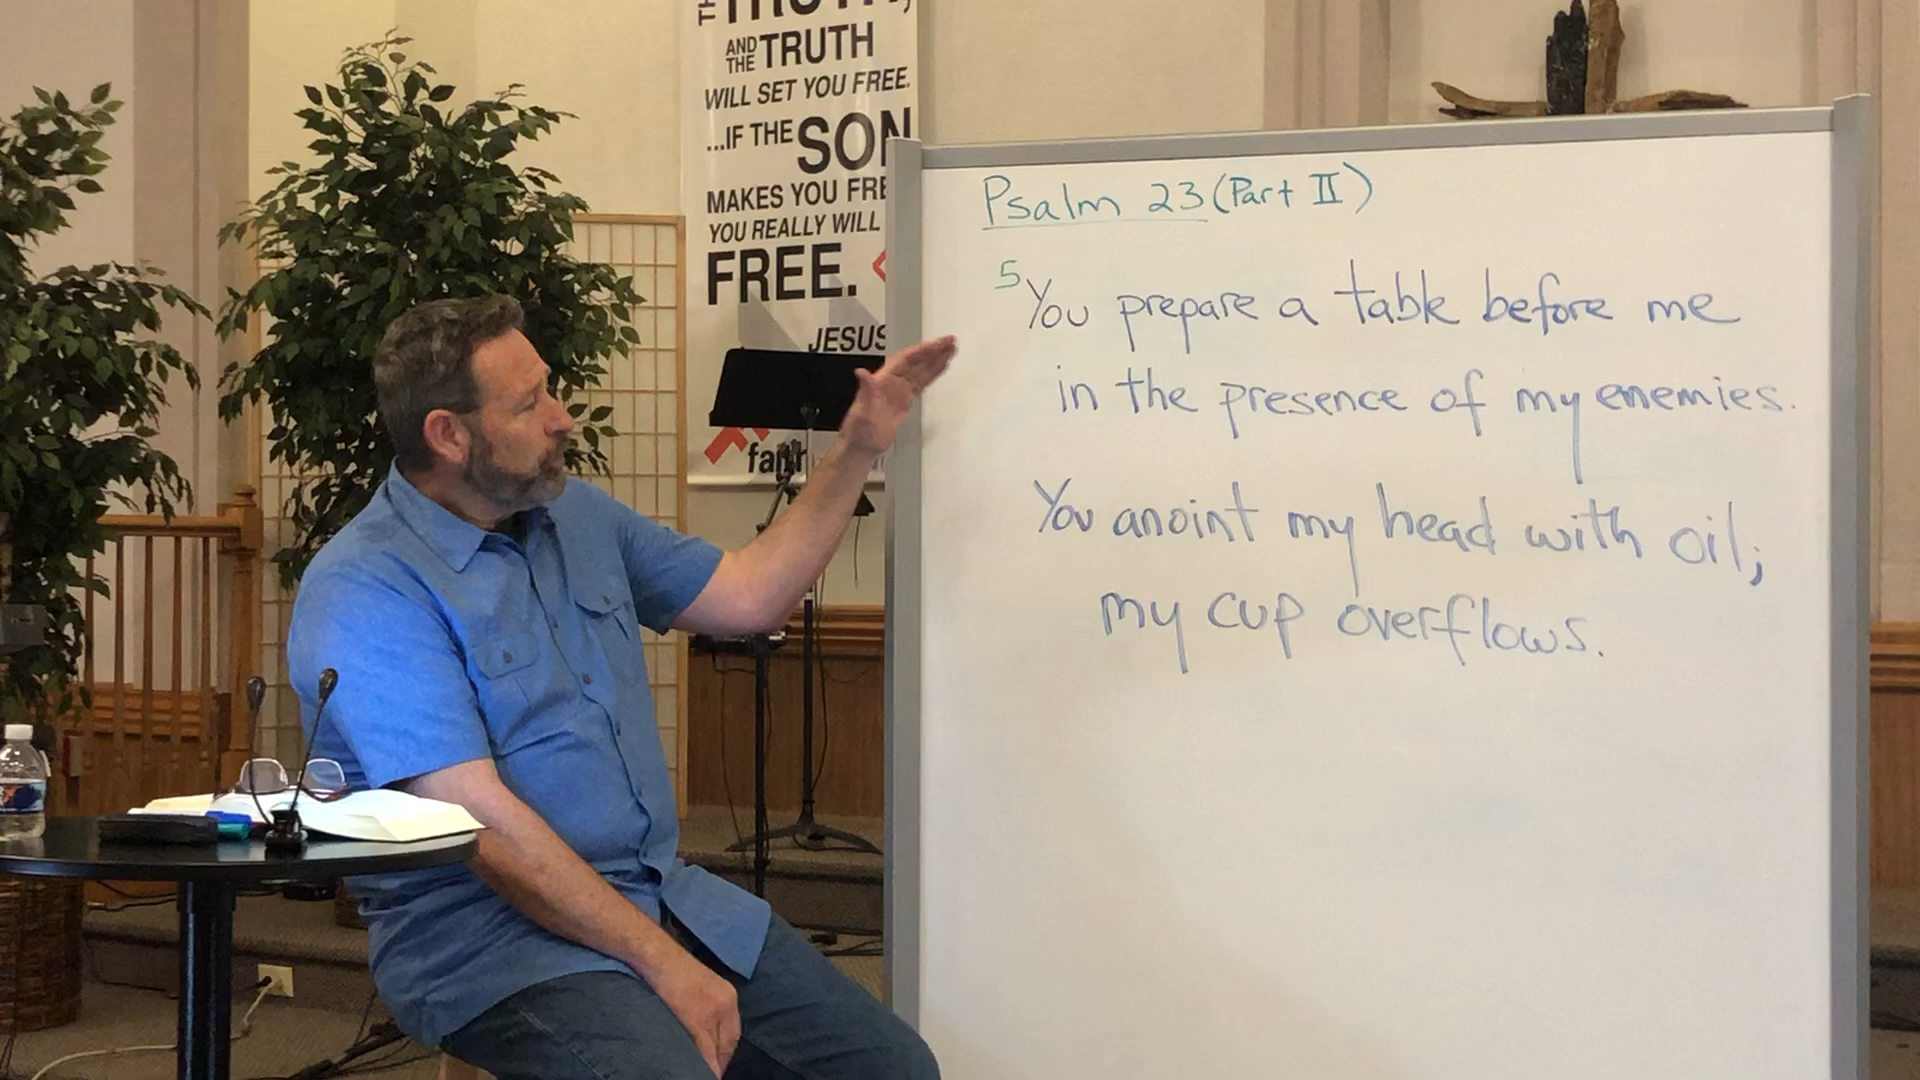 AND THE TRUTH
WILL SET YOU FREE.
...IF THE SON
MAKES YOU FRE
YOU REALLY WILL
FREE.
JESUS
Psalm 23 (Part II)
5 You prepare a table before me
in the presence of my enemies.
You anoint my head with oil;
my cup overflows.